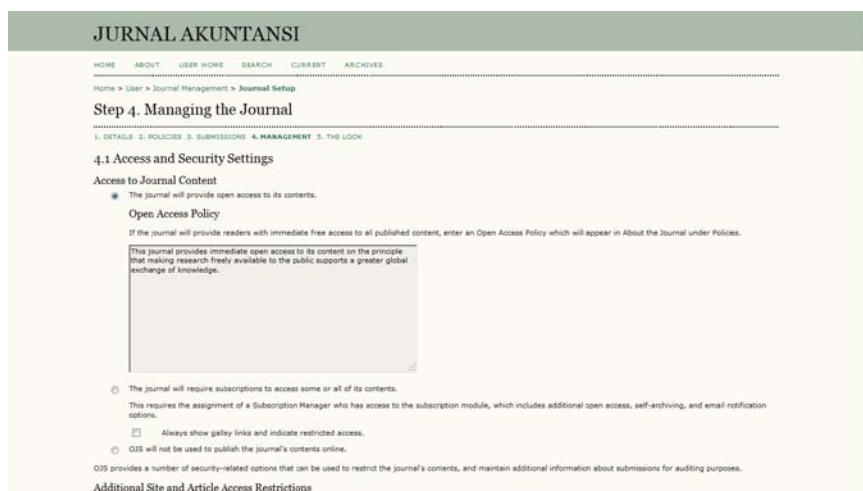 JURNAL AKUNTANSI
HOME ABOUT USER HOME SEARCH CURRENT ARCHIVES
Home > User > Journal Management > Journal Setup
Step 4. Managing the Journal
1. DETAILS 2. POLICIES 3. SUBMISSIONS 4. MANAGEMENT 5. THE LOOK
4.1 Access and Security Settings
Access to Journal Content
The journal will provide open access to its contents.
Open Access Policy
If the journal will provide readers with immediate free access to all published content, enter an Open Access Policy which will appear in About the Journal under Policies.
This journal provides immediate open access to its content on the principle
that making research freely available to the public supports a greater global
exchange of knowledge.
The journal will require subscriptions to access some or all of its contents.
This requires the assignment of a Subscription Manager who has access to the subscription module, which includes additional open access, self-archiving, and email notification
options.
Always show galley links and indicate restricted access.
OJS will not be used to publish the journal's contents online.
OJS provides a number of security-related options that can be used to restrict the journal's contents, and maintain additional information about submissions for auditing purposes.
Additional Site and Article Access Restrictions